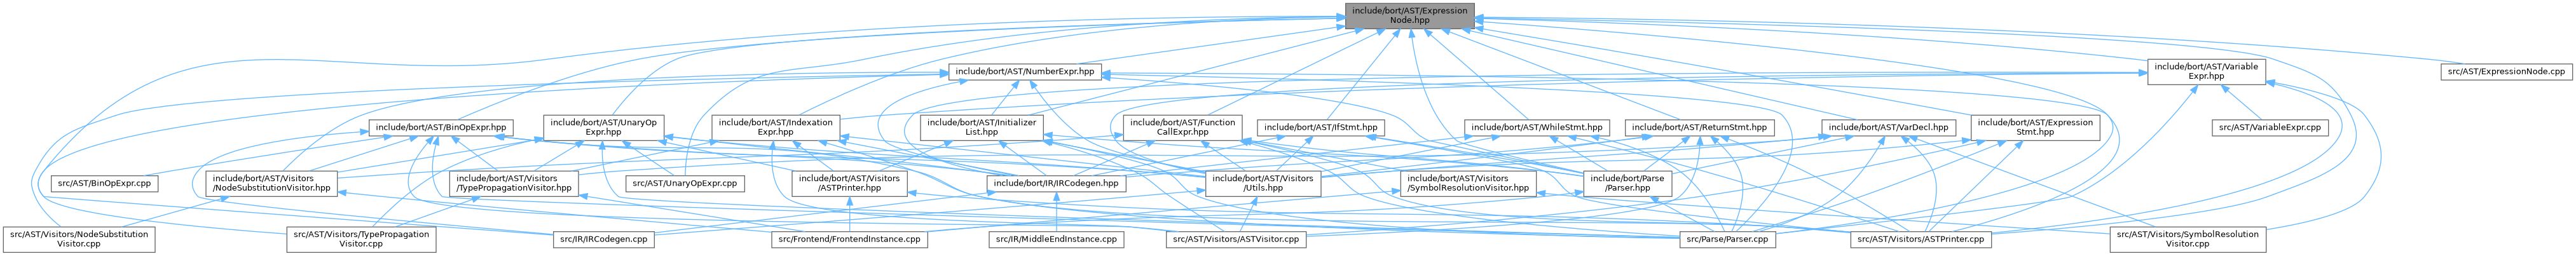 include/bort/AST/Expression
Node.hpp
include/bort/AST/NumberExpr.hpp
include/bort/AST/Variable
Expr.hpp
src/AST/ExpressionNode.cpp
include/bort/AST/BinOpExpr.hpp
include/bort/AST/UnaryOp
Expr.hpp
include/bort/AST/Indexation
Expr.hpp
include/bort/AST/Initializer
List.hpp
include/bort/AST/Function
CallExpr.hpp
include/bort/AST/IfStmt.hpp
include/bort/AST/WhileStmt.hpp
include/bort/AST/ReturnStmt.hpp
include/bort/AST/VarDecl.hpp
include/bort/AST/Expression
Stmt.hpp
src/AST/VariableExpr.cpp
src/AST/BinOpExpr.cpp
include/bort/AST/Visitors
/NodeSubstitutionVisitor.hpp
include/bort/AST/Visitors
/TypePropagationVisitor.hpp
src/AST/UnaryOpExpr.cpp
include/bort/AST/Visitors
/ASTPrinter.hpp
include/bort/IR/IRCodegen.hpp
include/bort/AST/Visitors
/Utils.hpp
include/bort/AST/Visitors
/SymbolResolutionVisitor.hpp
include/bort/Parse
/Parser.hpp
src/AST/Visitors/NodeSubstitution
Visitor.cpp
src/AST/Visitors/TypePropagation
Visitor.cpp
src/IR/IRCodegen.cpp
src/Frontend/FrontendInstance.cpp
src/IR/MiddleEndInstance.cpp
src/AST/Visitors/ASTVisitor.cpp
src/Parse/Parser.cpp
src/AST/Visitors/ASTPrinter.cpp
src/AST/Visitors/SymbolResolution
Visitor.cpp